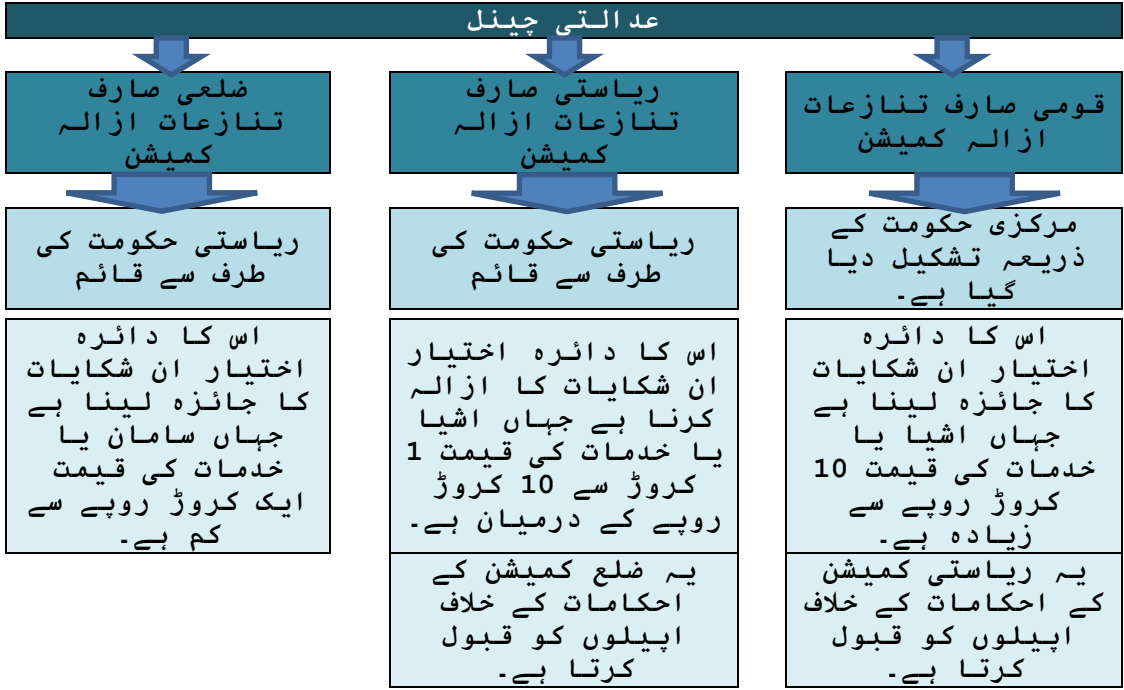 عدالتی چینل
قومی صارف تنازعات
ازالہ کمیشن
مرکزی حکومت کے
ذریعہ تشکیل دیا
گیا ہے۔
اس کا دائرہ
اختیار ان شکایات
کا جائزہ لینا ہے
جہاں اشیا یا
خدمات کی قیمت 10
کروڑ روپے سے
زیادہ ہے۔
یہ ریاستی کمیشن
کے احکامات کے خلاف
اپیلوں کو قبول
کرتا ہے۔
ریاستی صارف
تنازعات ازالہ
کمیشن
ریاستی حکومت کی
طرف سے قائم
اس کا دائرہ اختیار
ان شکایات کا ازالہ
کرنا ہے جہاں اشیا
یا خدمات کی قیمت 1
کروڑ سے 10 کروڑ
روپے کے درمیان ہے۔
یہ ضلع کمیشن کے
احکامات کے خلاف
اپیلوں کو قبول
کرتا ہے۔
ضلعی صارف
تنازعات ازالہ
کمیشن
ریاستی حکومت کی
طرف سے قائم
اس کا دائرہ
اختیار ان شکایات
کا جائزہ لینا ہے
جہاں سامان یا
خدمات کی قیمت
ایک کروڑ روپے سے
کم ہے۔